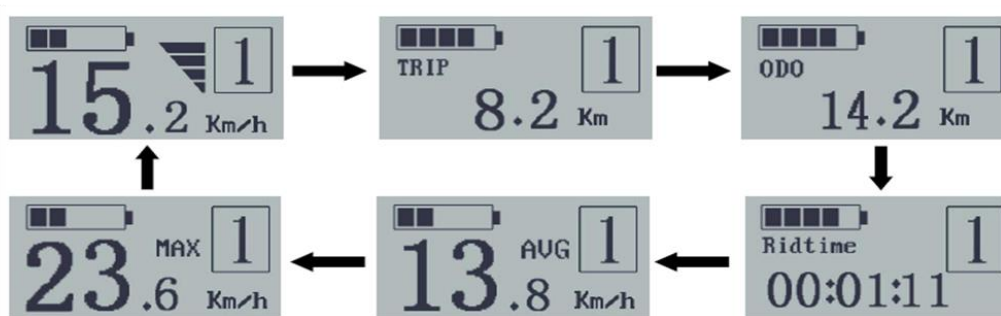 1
15.2 Km/h
1
TRIP
8.2 Km
1
ODO
14.2 Km
1
MAX
23.6 Km/h
1
AVG
13.8 Km/h
1
Ridtime
00:01:11